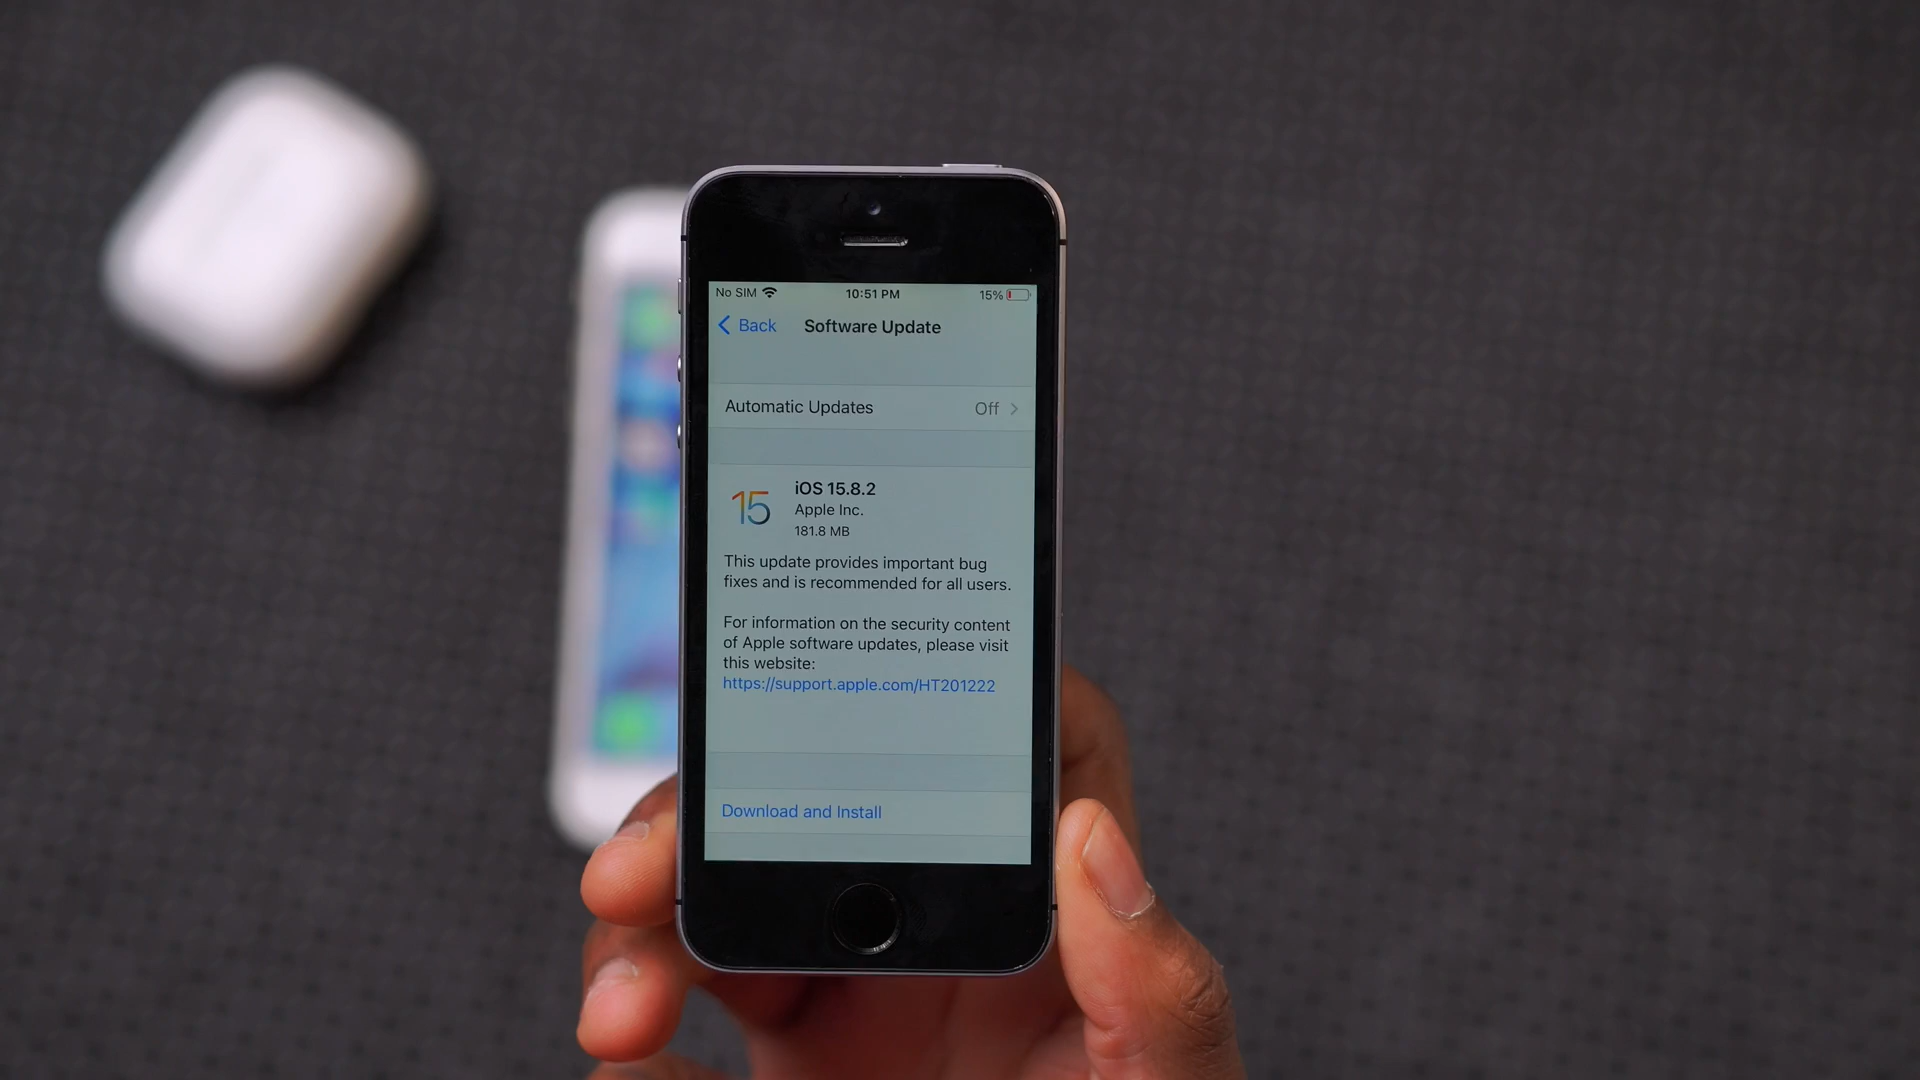 No SIM 10:51 PM 15%
Back Software Update
Automatic Updates Off
15
iOS 15.8.2
Apple Inc.
181.8 MB
This update provides important bug
fixes and is recommended for all users.
For information on the security content
of Apple software updates, please visit
this website:
https://support.apple.com/HT201222
Download and Install